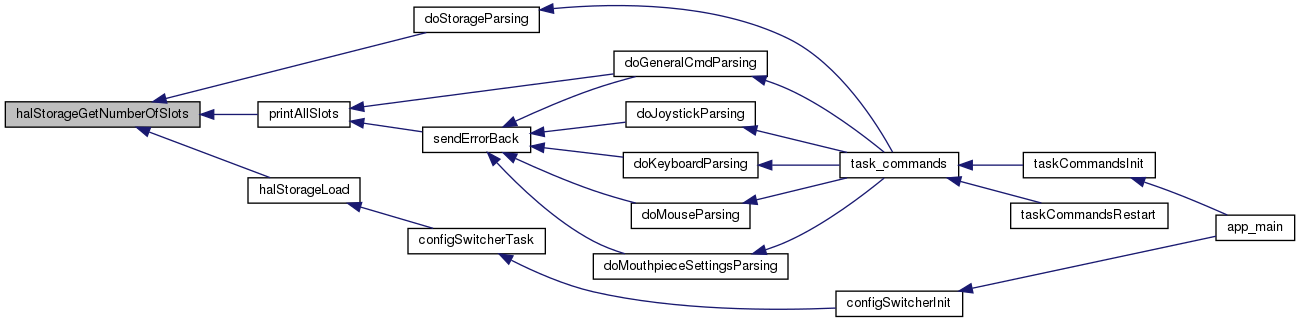 doStorageParsing
doGeneralCmdParsing
halStorageGetNumberOfSlots
printAllSlots
doJoystickParsing
sendErrorBack
doKeyboardParsing
task_commands
taskCommandsInit
halStorageLoad
doMouseParsing
taskCommandsRestart
app_main
configSwitcherTask
doMouthpieceSettingsParsing
configSwitcherInit